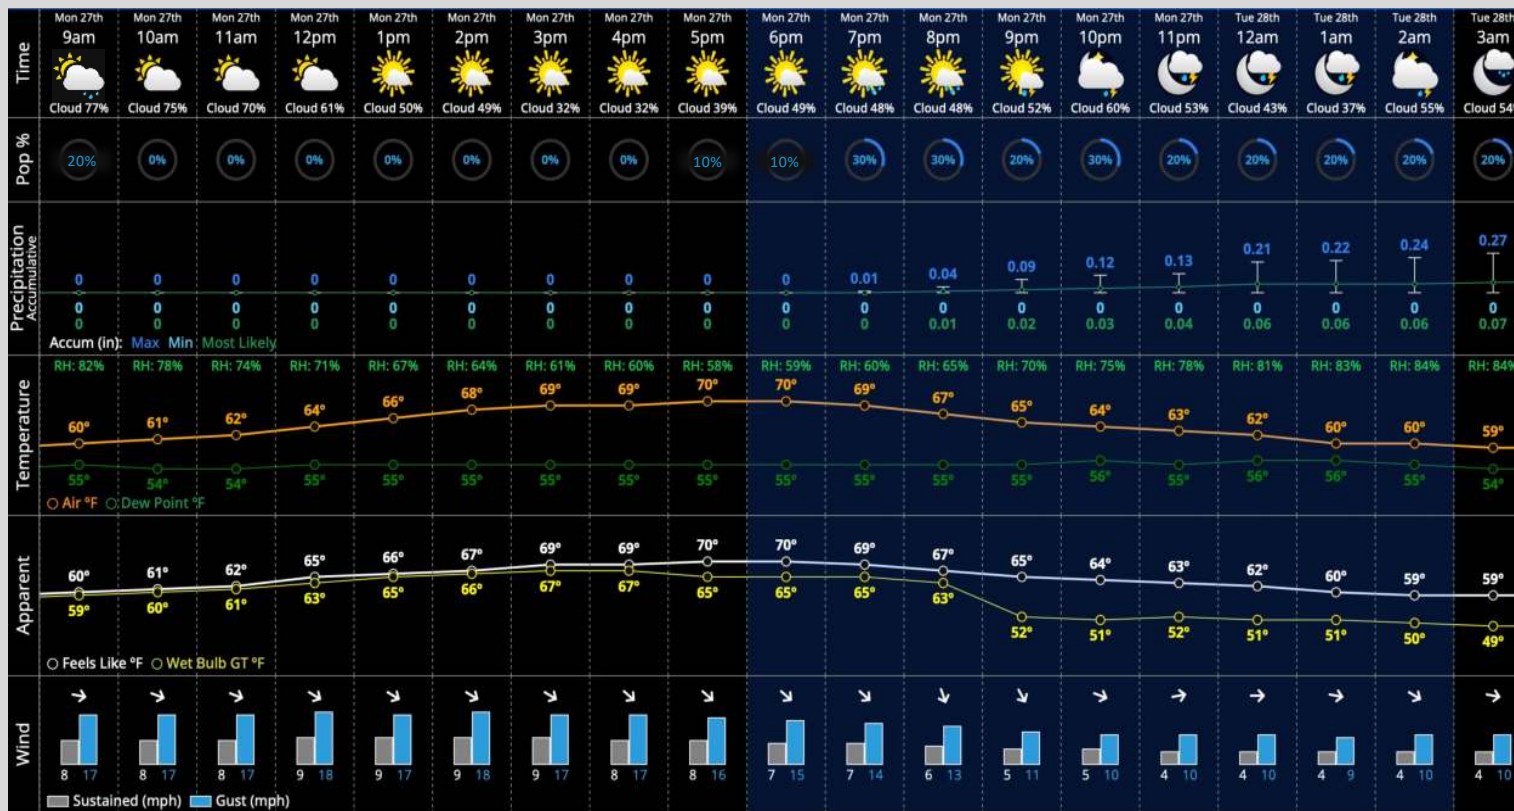 Mon 27th Mon 27th Mon 27th Mon 27th Mon 27th Mon 27th Mon 27th Mon 27th Mon 27th Mon 27th Mon 27th Mon 27th Mon 27th Mon 27th Mon 27th Tue 28th Tue 28th Tue 28th Tue 28th
Time 9am 10am 11am 12pm 1pm 2pm 3pm 4pm 5pm 6pm 7pm 8pm 9pm 10pm 11pm 12am 1am 2am 3am
Cloud 77% Cloud 75% Cloud 70% Cloud 61% Cloud 50% Cloud 49% Cloud 32% Cloud 32% Cloud 39% Cloud 49% Cloud 48% Cloud 48% Cloud 52% Cloud 60% Cloud 53% Cloud 43% Cloud 37% Cloud 55% Cloud 54%
Pop % 20% 0% 0% 0% 0% 0% 0% 0% 10% 10% 30% 30% 20% 30% 20% 20% 20% 20% 20%
Precipitation
Accumulative
0 0 0 0 0 0 0 0 0 0 0.01 0.04 0.09 0.12 0.13 0.21 0.22 0.24 0.27
0 0 0 0 0 0 0 0 0 0 0 0 0 0 0 0 0 0 0
0 0 0 0 0 0 0 0 0 0 0 0.01 0.02 0.03 0.04 0.06 0.06 0.06 0.07
Accum (in): Max Min Most Likely
Temperature
RH: 82% RH: 78% RH: 74% RH: 71% RH: 67% RH: 64% RH: 61% RH: 60% RH: 58% RH: 59% RH: 60% RH: 65% RH: 70% RH: 75% RH: 78% RH: 81% RH: 83% RH: 84% RH: 84%
60° 61° 62° 64° 66° 68° 69° 69° 70° 70° 69° 67° 65° 64° 63° 62° 60° 60° 59°
55° 54° 54° 55° 55° 55° 55° 55° 55° 55° 55° 55° 55° 56° 55° 56° 56° 55° 54°
Air °F Dew Point °F
Apparent
60° 61° 62° 65° 66° 67° 69° 69° 70° 70° 69° 67° 65° 64° 63° 62° 60° 59° 59°
59° 60° 61° 63° 65° 66° 67° 67° 65° 65° 65° 63° 52° 51° 52° 51° 51° 50° 49°
Feels Like °F Wet Bulb GT °F
Wind
8 17 8 17 8 17 9 18 9 17 9 18 9 17 8 17 8 16 7 15 7 14 6 13 5 11 5 10 4 10 4 10 4 9 4 10 4 10
Sustained (mph) Gust (mph)